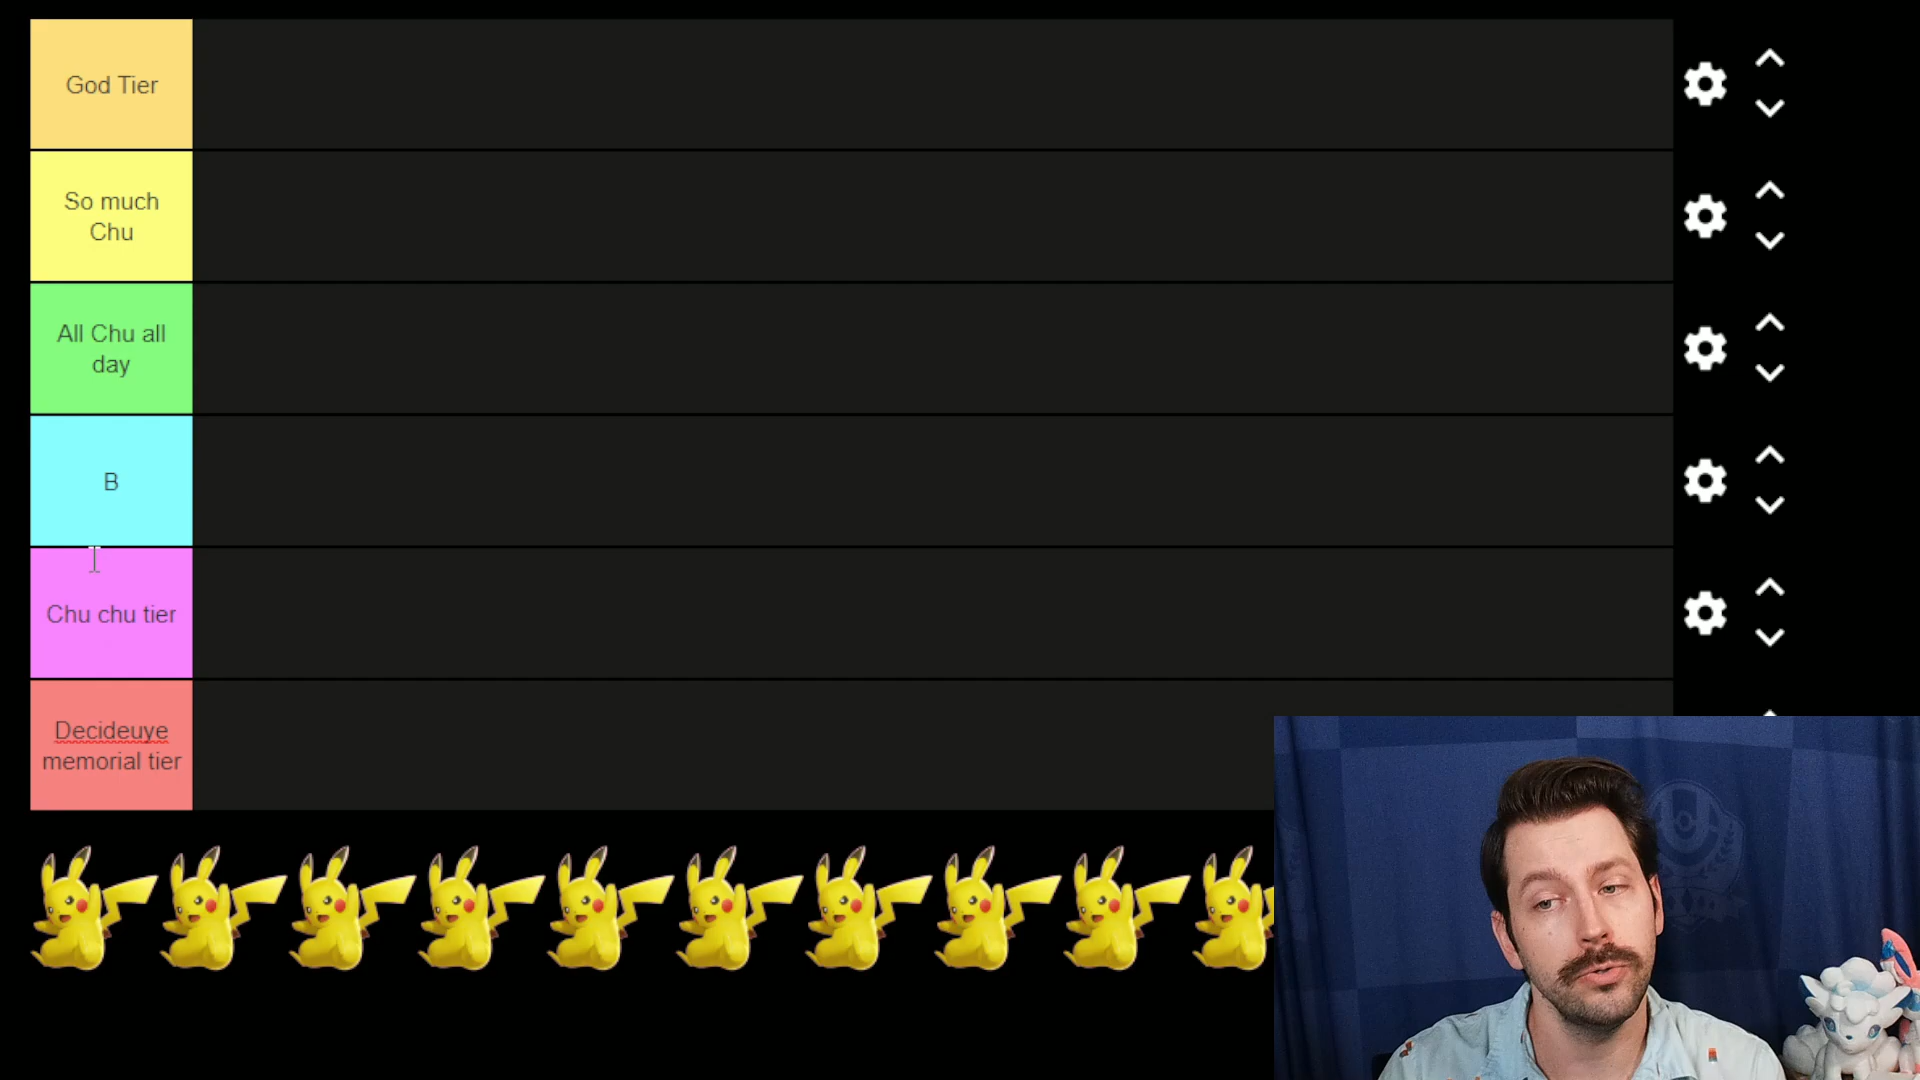 God Tier
So much
Chu
All Chu all
day
B
Chu chu tier
Decideuye
memorial tier